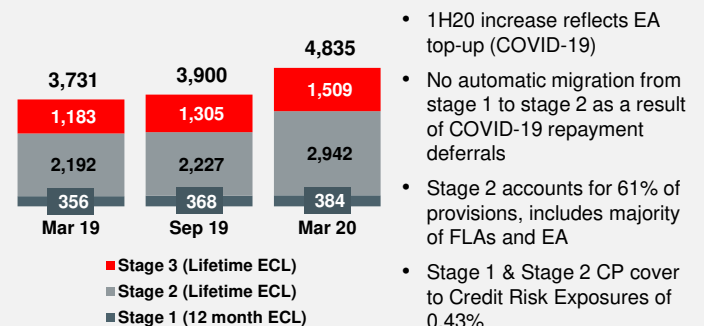 4,835
3,731
3,900
1,509
1,183
1,305
2,942
2,192
2,227
356
368
384
Mar 19
Sep 19
Mar 20
Stage 3 (Lifetime ECL)
Stage 2 (Lifetime ECL)
Stage 1 (12 month ECL)
• 1H20 increase reflects EA
top-up (COVID-19)
• No automatic migration from
stage 1 to stage 2 as a result
of COVID-19 repayment
deferrals
• Stage 2 accounts for 61% of
provisions, includes majority
of FLAs and EA
• Stage 1 & Stage 2 CP cover
to Credit Risk Exposures of
0.43%